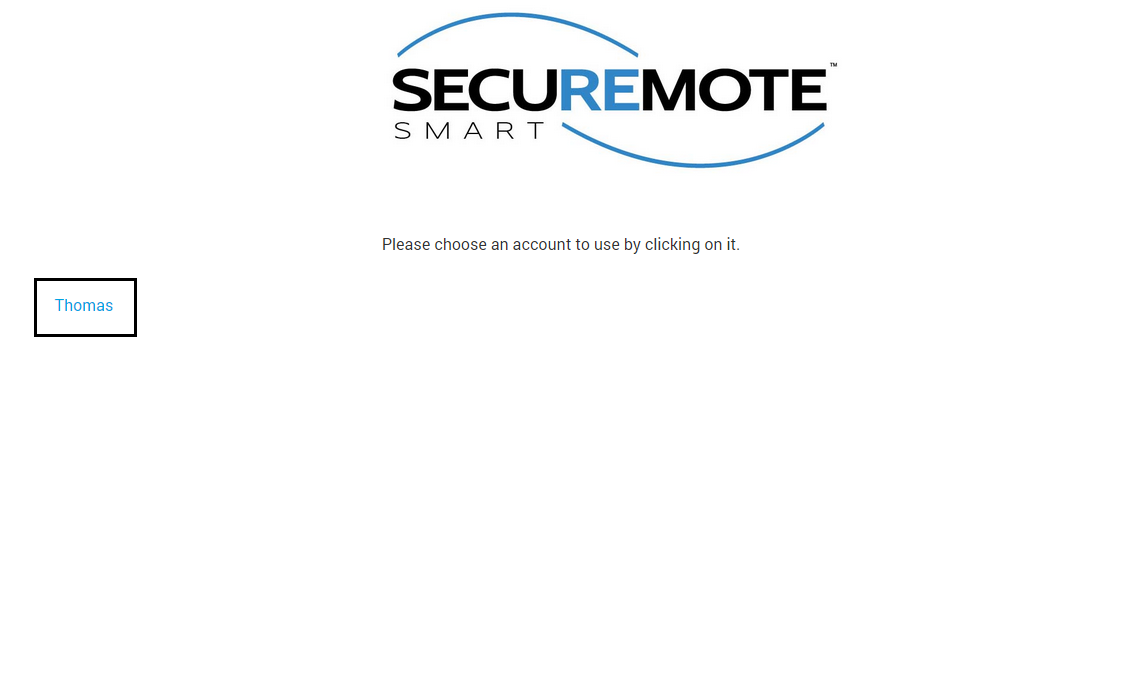 SECUREMOTE™
SMART
Please choose an account to use by clicking on it.
Thomas